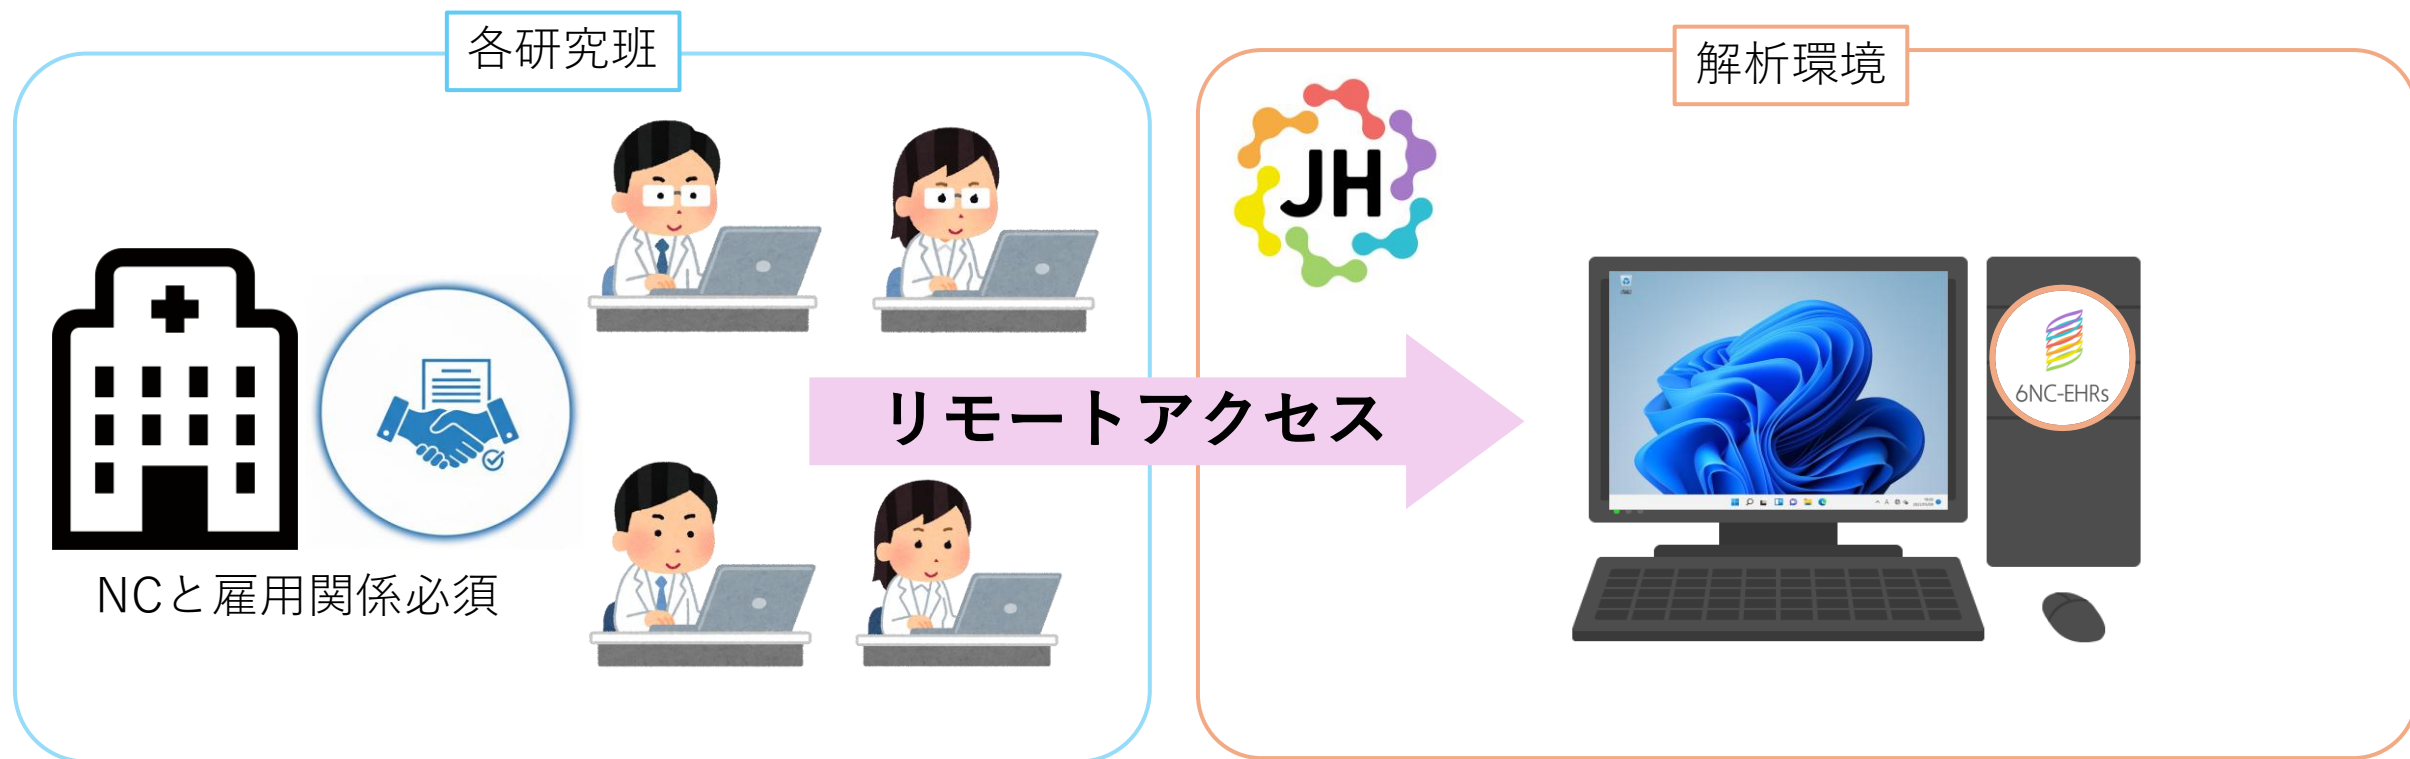 各研究班
解析環境
JH
6NC-EHRs
リモートアクセス
NCと雇用関係必須